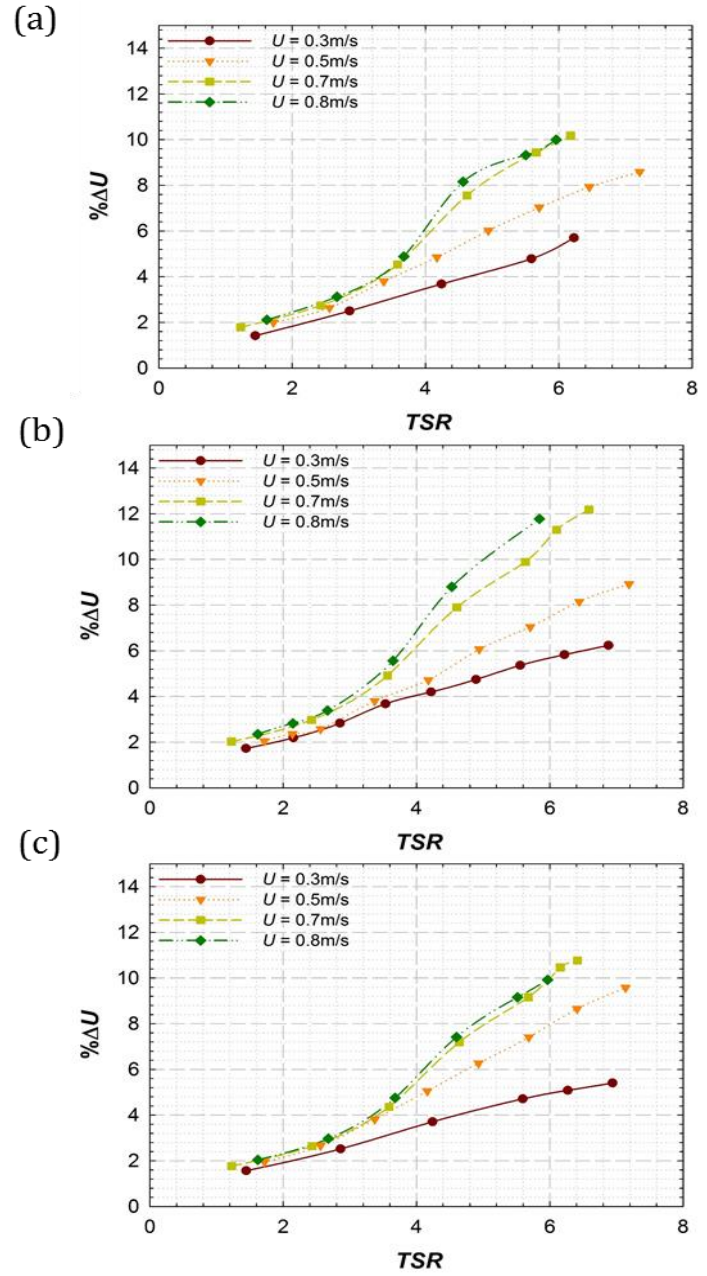 (a)
14
12
10
8
6
4
2
0
%ΔU
U = 0.3m/s
U = 0.5m/s
U = 0.7m/s
U = 0.8m/s
0 2 4 6 8
TSR
(b)
14
12
10
8
6
4
2
0
%ΔU
U = 0.3m/s
U = 0.5m/s
U = 0.7m/s
U = 0.8m/s
0 2 4 6 8
TSR
(c)
14
12
10
8
6
4
2
0
%ΔU
U = 0.3m/s
U = 0.5m/s
U = 0.7m/s
U = 0.8m/s
0 2 4 6 8
TSR